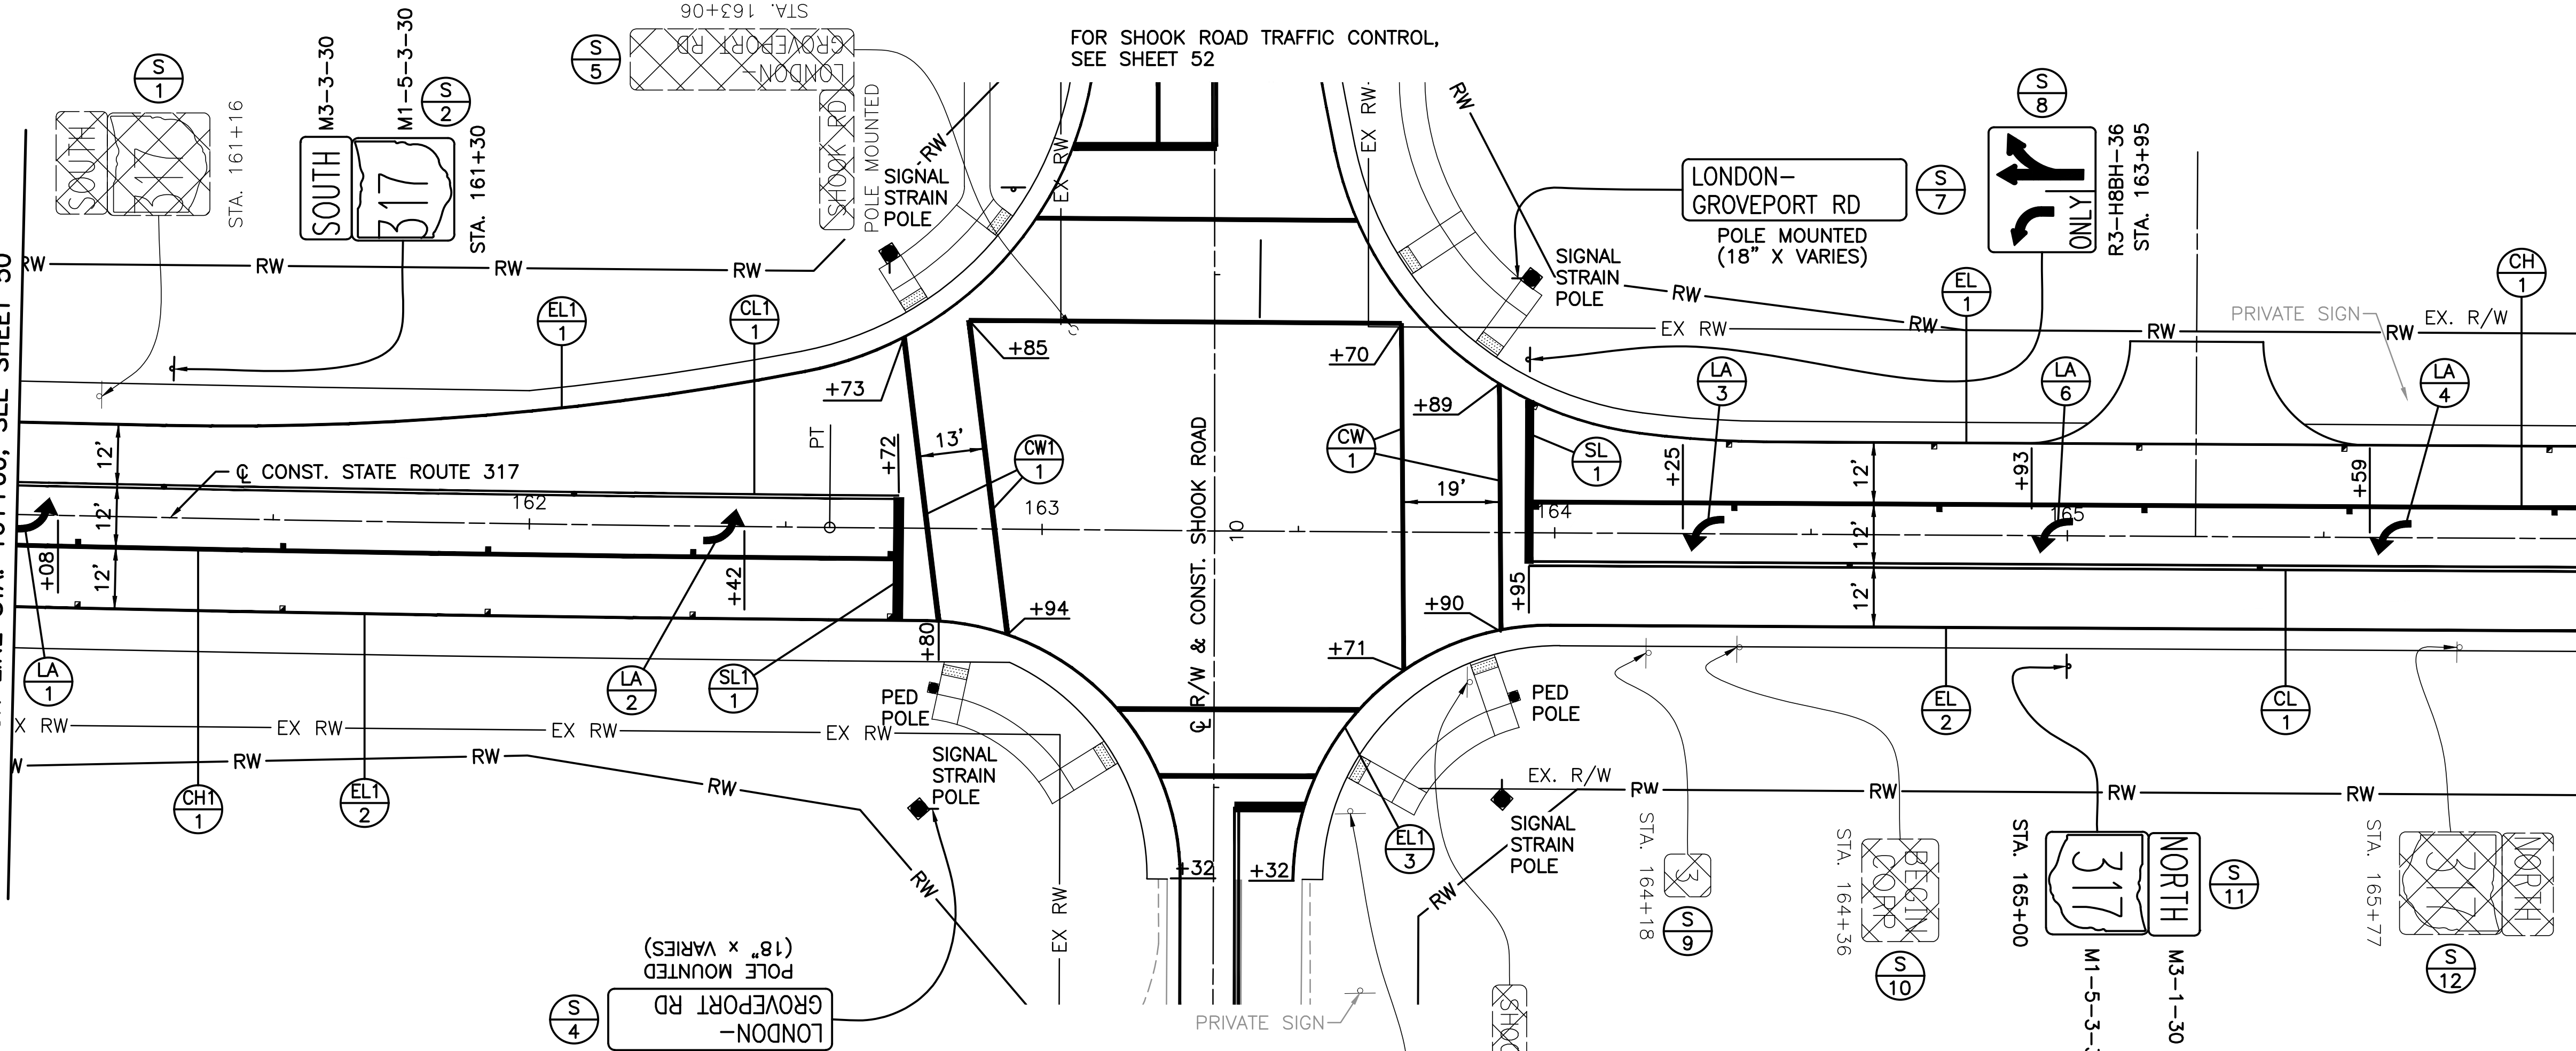 STA. 163+06
LONDON-
GROVEPORT RD
SHOOK RD
POLE MOUNTED
S
5
FOR SHOOK ROAD TRAFFIC CONTROL,
SEE SHEET 52
S
1
SOUTH
317
STA. 161+16
M3-3-30
M1-5-3-30
S
2
SOUTH
317
STA. 161+30
SIGNAL
STRAIN
POLE
RW
EX RW
EX RW
RW
LONDON-
GROVEPORT RD
S
7
POLE MOUNTED
(18" X VARIES)
SIGNAL
STRAIN
POLE
S
8
ONLY
R3-H8BH-36
STA. 163+95
RW
RW
RW
RW
EL1
1
CL1
1
RW
EX RW
RW
EL
1
RW
PRIVATE SIGN
RW
EX. R/W
CH
1
+85
+70
+73
+89
LA
3
LA
6
LA
4
12'
℄ CONST. STATE ROUTE 317
PT
+72
13'
CW1
1
CW
1
19'
SL
1
+25
12'
+93
+59
12'
162
163
10
℄ R/W & CONST. SHOOK ROAD
164
12'
165
+08
12'
+42
+80
+94
+90
+71
+95
12'
LA
1
LA
2
SL1
1
PED
POLE
PED
POLE
EL
2
CL
1
EX RW
EX RW
EX RW
RW
RW
RW
SIGNAL
STRAIN
POLE
CH1
1
EL1
2
RW
EX RW
+32
+32
EL1
3
EX. R/W
RW
RW
RW
RW
SIGNAL
STRAIN
POLE
RW
STA. 164+18
3
S
9
STA. 164+36
BEGIN
CORP
S
10
STA. 165+00
317
NORTH
S
11
M3-1-30
STA. 165+77
317
NORTH
S
12
(18" x VARIES)
POLE MOUNTED
LONDON-
GROVEPORT RD
S
4
PRIVATE SIGN